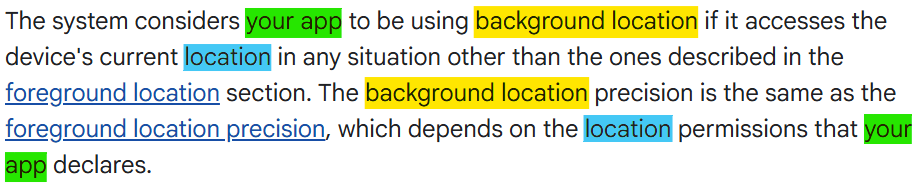 The system considers your app to be using background location if it accesses the
device's current location in any situation other than the ones described in the
foreground location section. The background location precision is the same as the
foreground location precision, which depends on the location permissions that your
app declares.